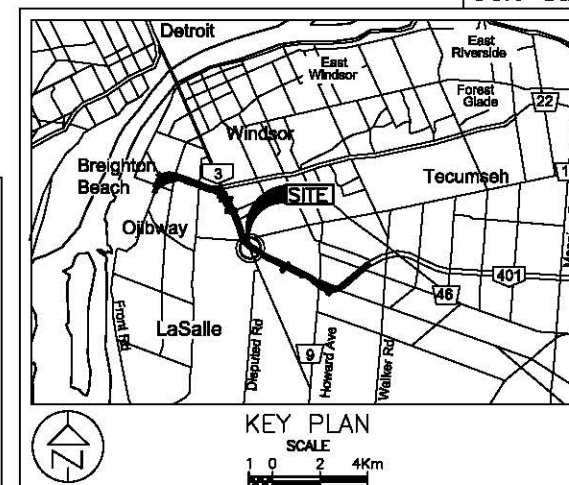 Detroit
East
Riverside
East
Windsor
Forest
Glade
22
Windsor
Breighton
Beach
3
Tecumseh
SITE
Ojibway
401
46
Front Rd
LaSalle
Disputed Rd
9
Howard Ave
Walker Rd
KEY PLAN
SCALE
1 0 2 4Km
N